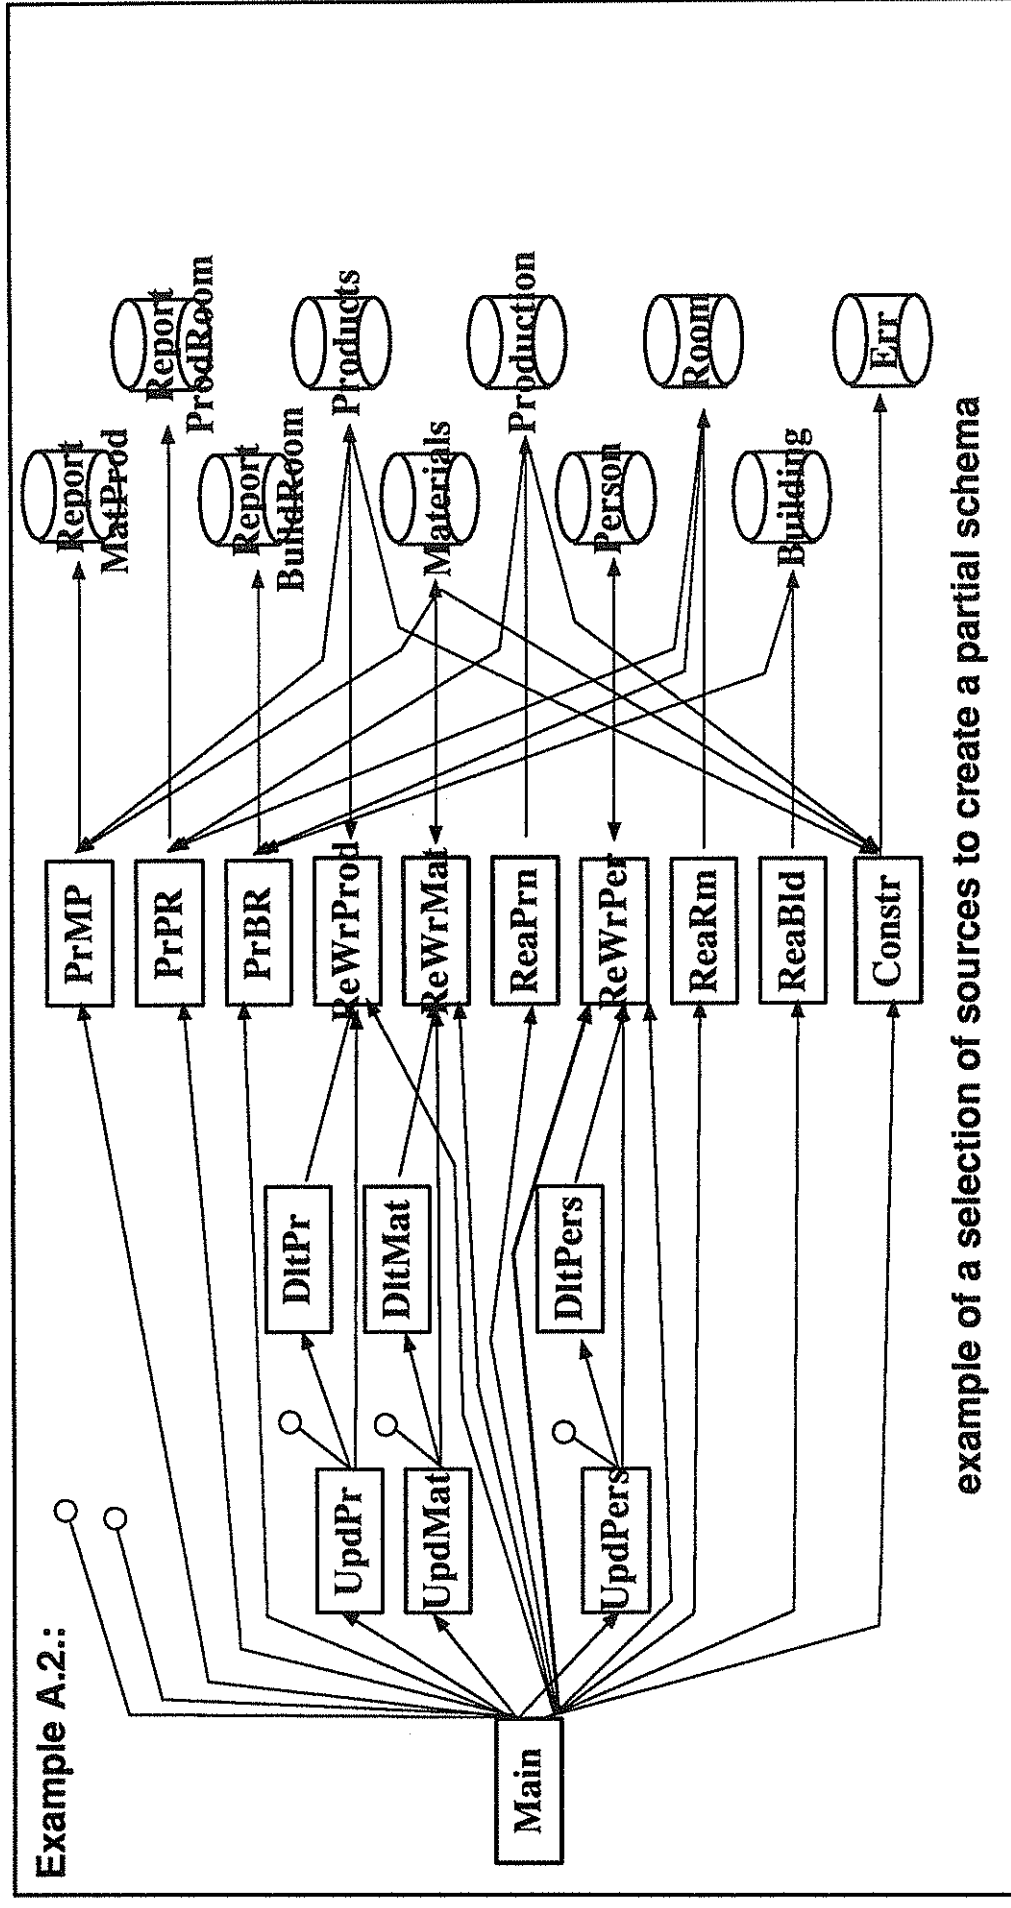 Example A.2.:
Main
UpdPr
UpdMat
UpdPers
DltPr
DltMat
DltPers
PrMP
PrPR
PrBR
ReWrProd
ReWrMat
ReaPrn
ReWrPer
ReaRm
ReaBld
Constr
Report
MatProd
Report
BuildRoom
Materials
Person
Building
Report
ProdRoom
Products
Production
Room
Err
example of a selection of sources to create a partial schema